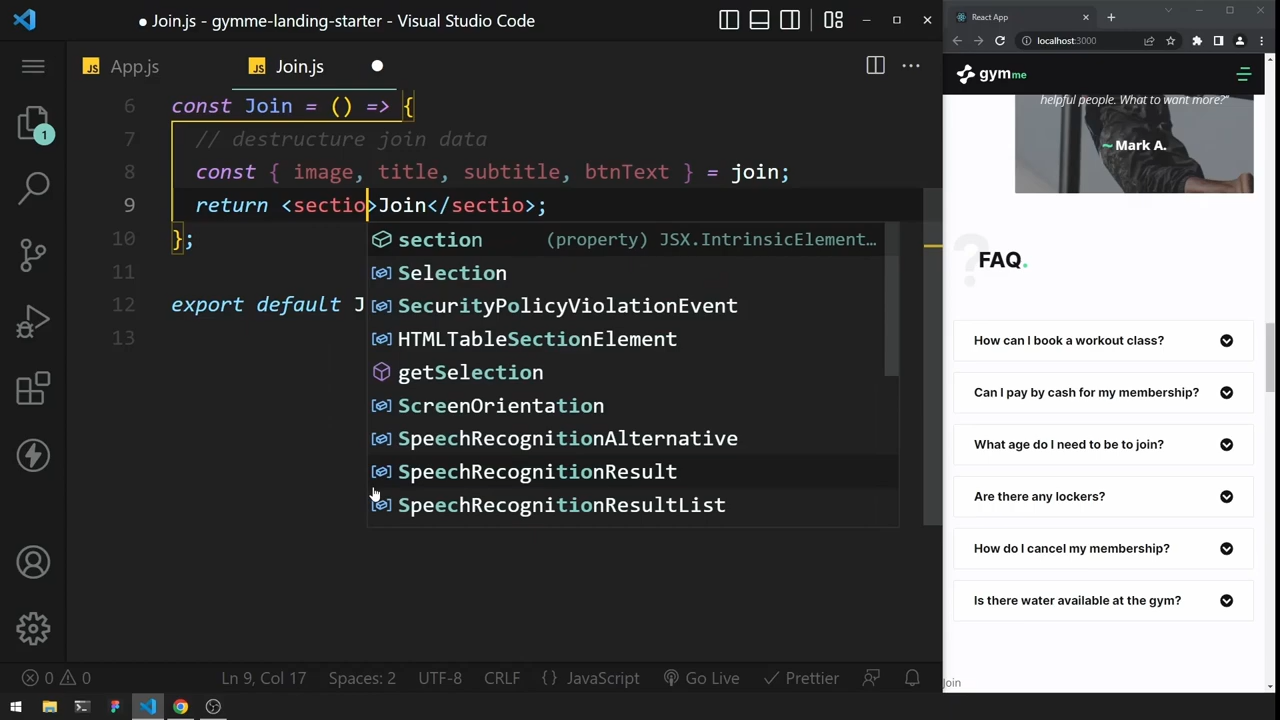 ● Join.js - gymme-landing-starter - Visual Studio Code
JS App.js
JS Join.js
6 const Join = () => {
7 // destructure join data
8 const { image, title, subtitle, btnText } = join;
9 return <sectio>Join</sectio>;
10 };
11
12 export default J
13
section (property) JSX.IntrinsicElement…
Selection
SecurityPolicyViolationEvent
HTMLTableSectionElement
getSelection
ScreenOrientation
SpeechRecognitionAlternative
SpeechRecognitionResult
SpeechRecognitionResultList
1
0 0 Ln 9, Col 17 Spaces: 2 UTF-8 CRLF { } JavaScript Go Live Prettier
React App
localhost:3000
gymme
helpful people. What to want more?"
~ Mark A.
?
FAQ.
How can I book a workout class?
Can I pay by cash for my membership?
What age do I need to be to join?
Are there any lockers?
How do I cancel my membership?
Is there water available at the gym?
Join